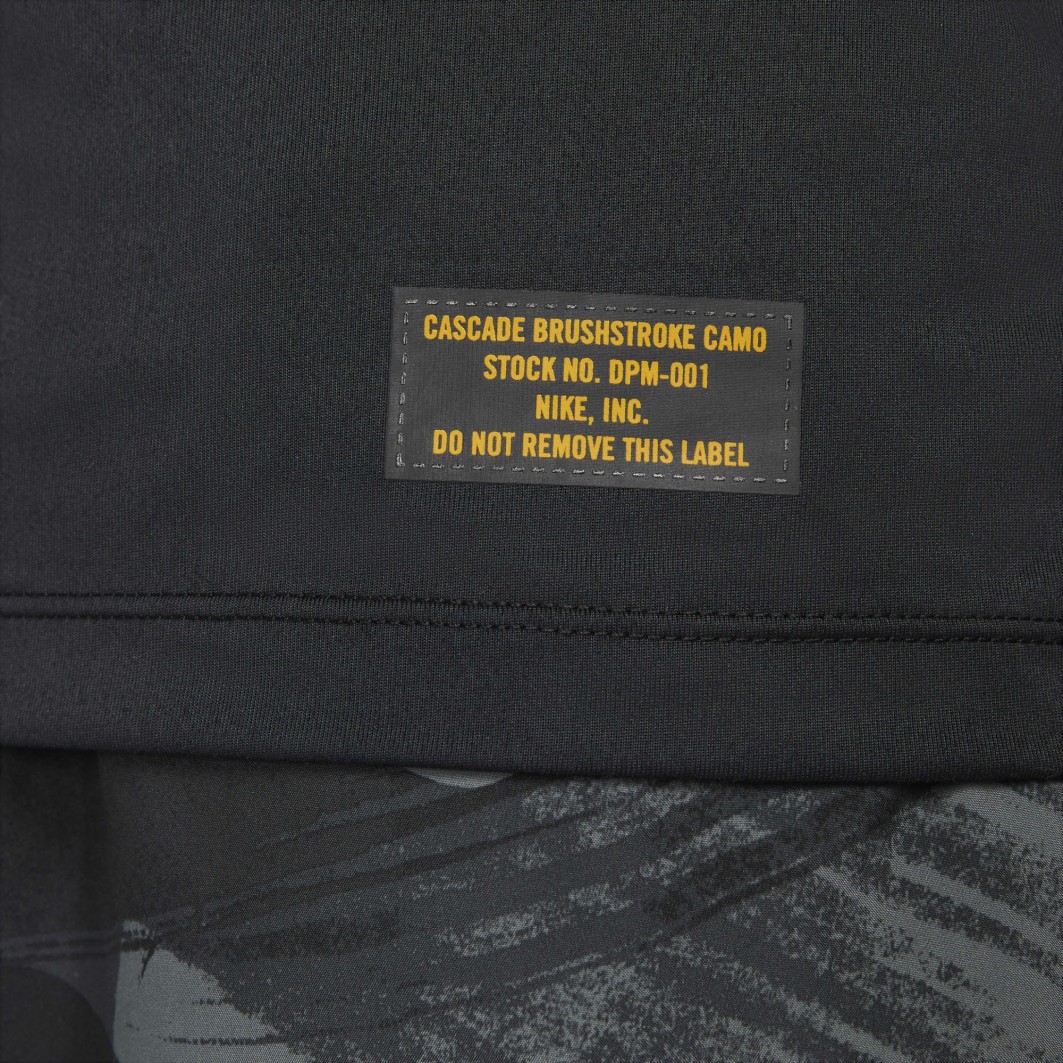 CASCADE BRUSHSTROKE CAMO
STOCK NO. DPM-001
NIKE, INC.
DO NOT REMOVE THIS LABEL